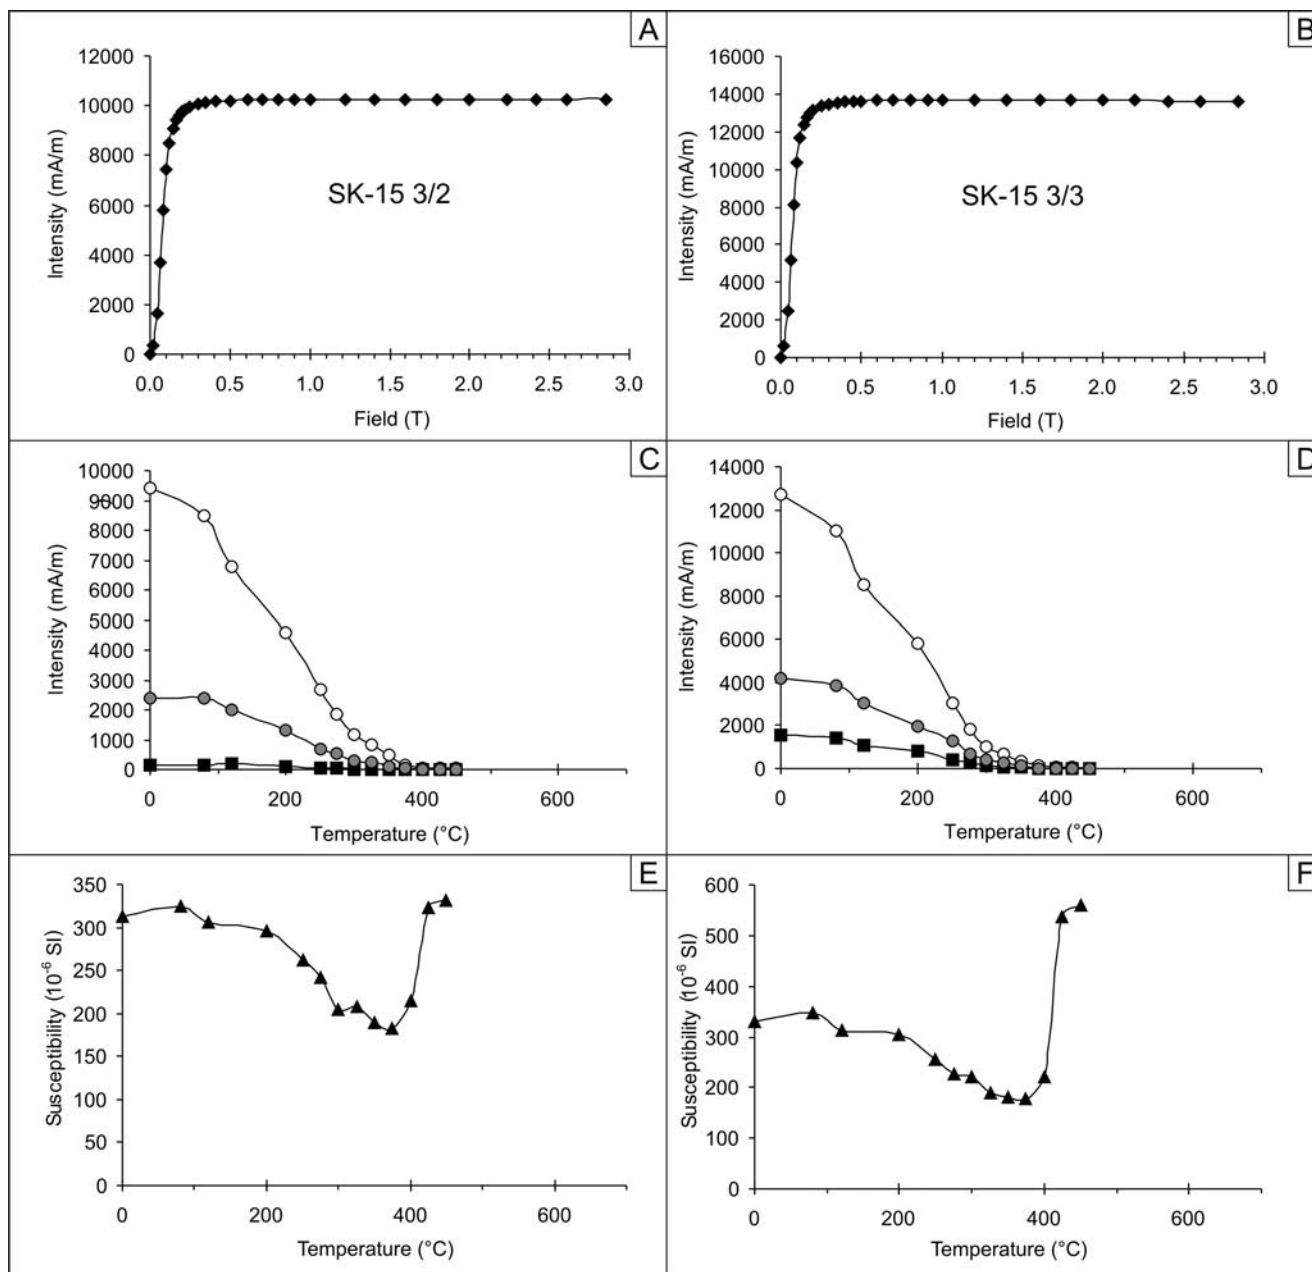 A
12000
10000
8000
6000
4000
2000
0
Intensity (mA/m)
SK-15 3/2
0.0 0.5 1.0 1.5 2.0 2.5 3.0
Field (T)
B
16000
14000
12000
10000
8000
6000
4000
2000
0
Intensity (mA/m)
SK-15 3/3
0.0 0.5 1.0 1.5 2.0 2.5 3.0
Field (T)
C
10000
9000
8000
7000
6000
5000
4000
3000
2000
1000
0
Intensity (mA/m)
0 200 400 600
Temperature (°C)
D
14000
12000
10000
8000
6000
4000
2000
0
Intensity (mA/m)
0 200 400 600
Temperature (°C)
E
350
300
250
200
150
100
50
0
Susceptibility (10⁻⁶ SI)
0 200 400 600
Temperature (°C)
F
600
500
400
300
200
100
0
Susceptibility (10⁻⁶ SI)
0 200 400 600
Temperature (°C)